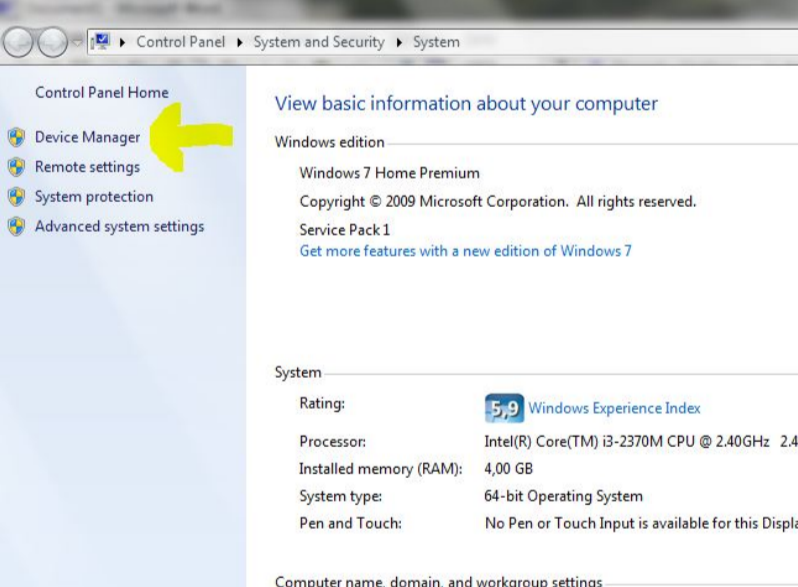 Control Panel ▸ System and Security ▸ System
Control Panel Home
Device Manager
Remote settings
System protection
Advanced system settings
View basic information about your computer
Windows edition
Windows 7 Home Premium
Copyright © 2009 Microsoft Corporation. All rights reserved.
Service Pack 1
Get more features with a new edition of Windows 7
System
Rating: 5,9 Windows Experience Index
Processor: Intel(R) Core(TM) i3-2370M CPU @ 2.40GHz 2.4
Installed memory (RAM): 4,00 GB
System type: 64-bit Operating System
Pen and Touch: No Pen or Touch Input is available for this Displa
Computer name, domain, and workgroup settings